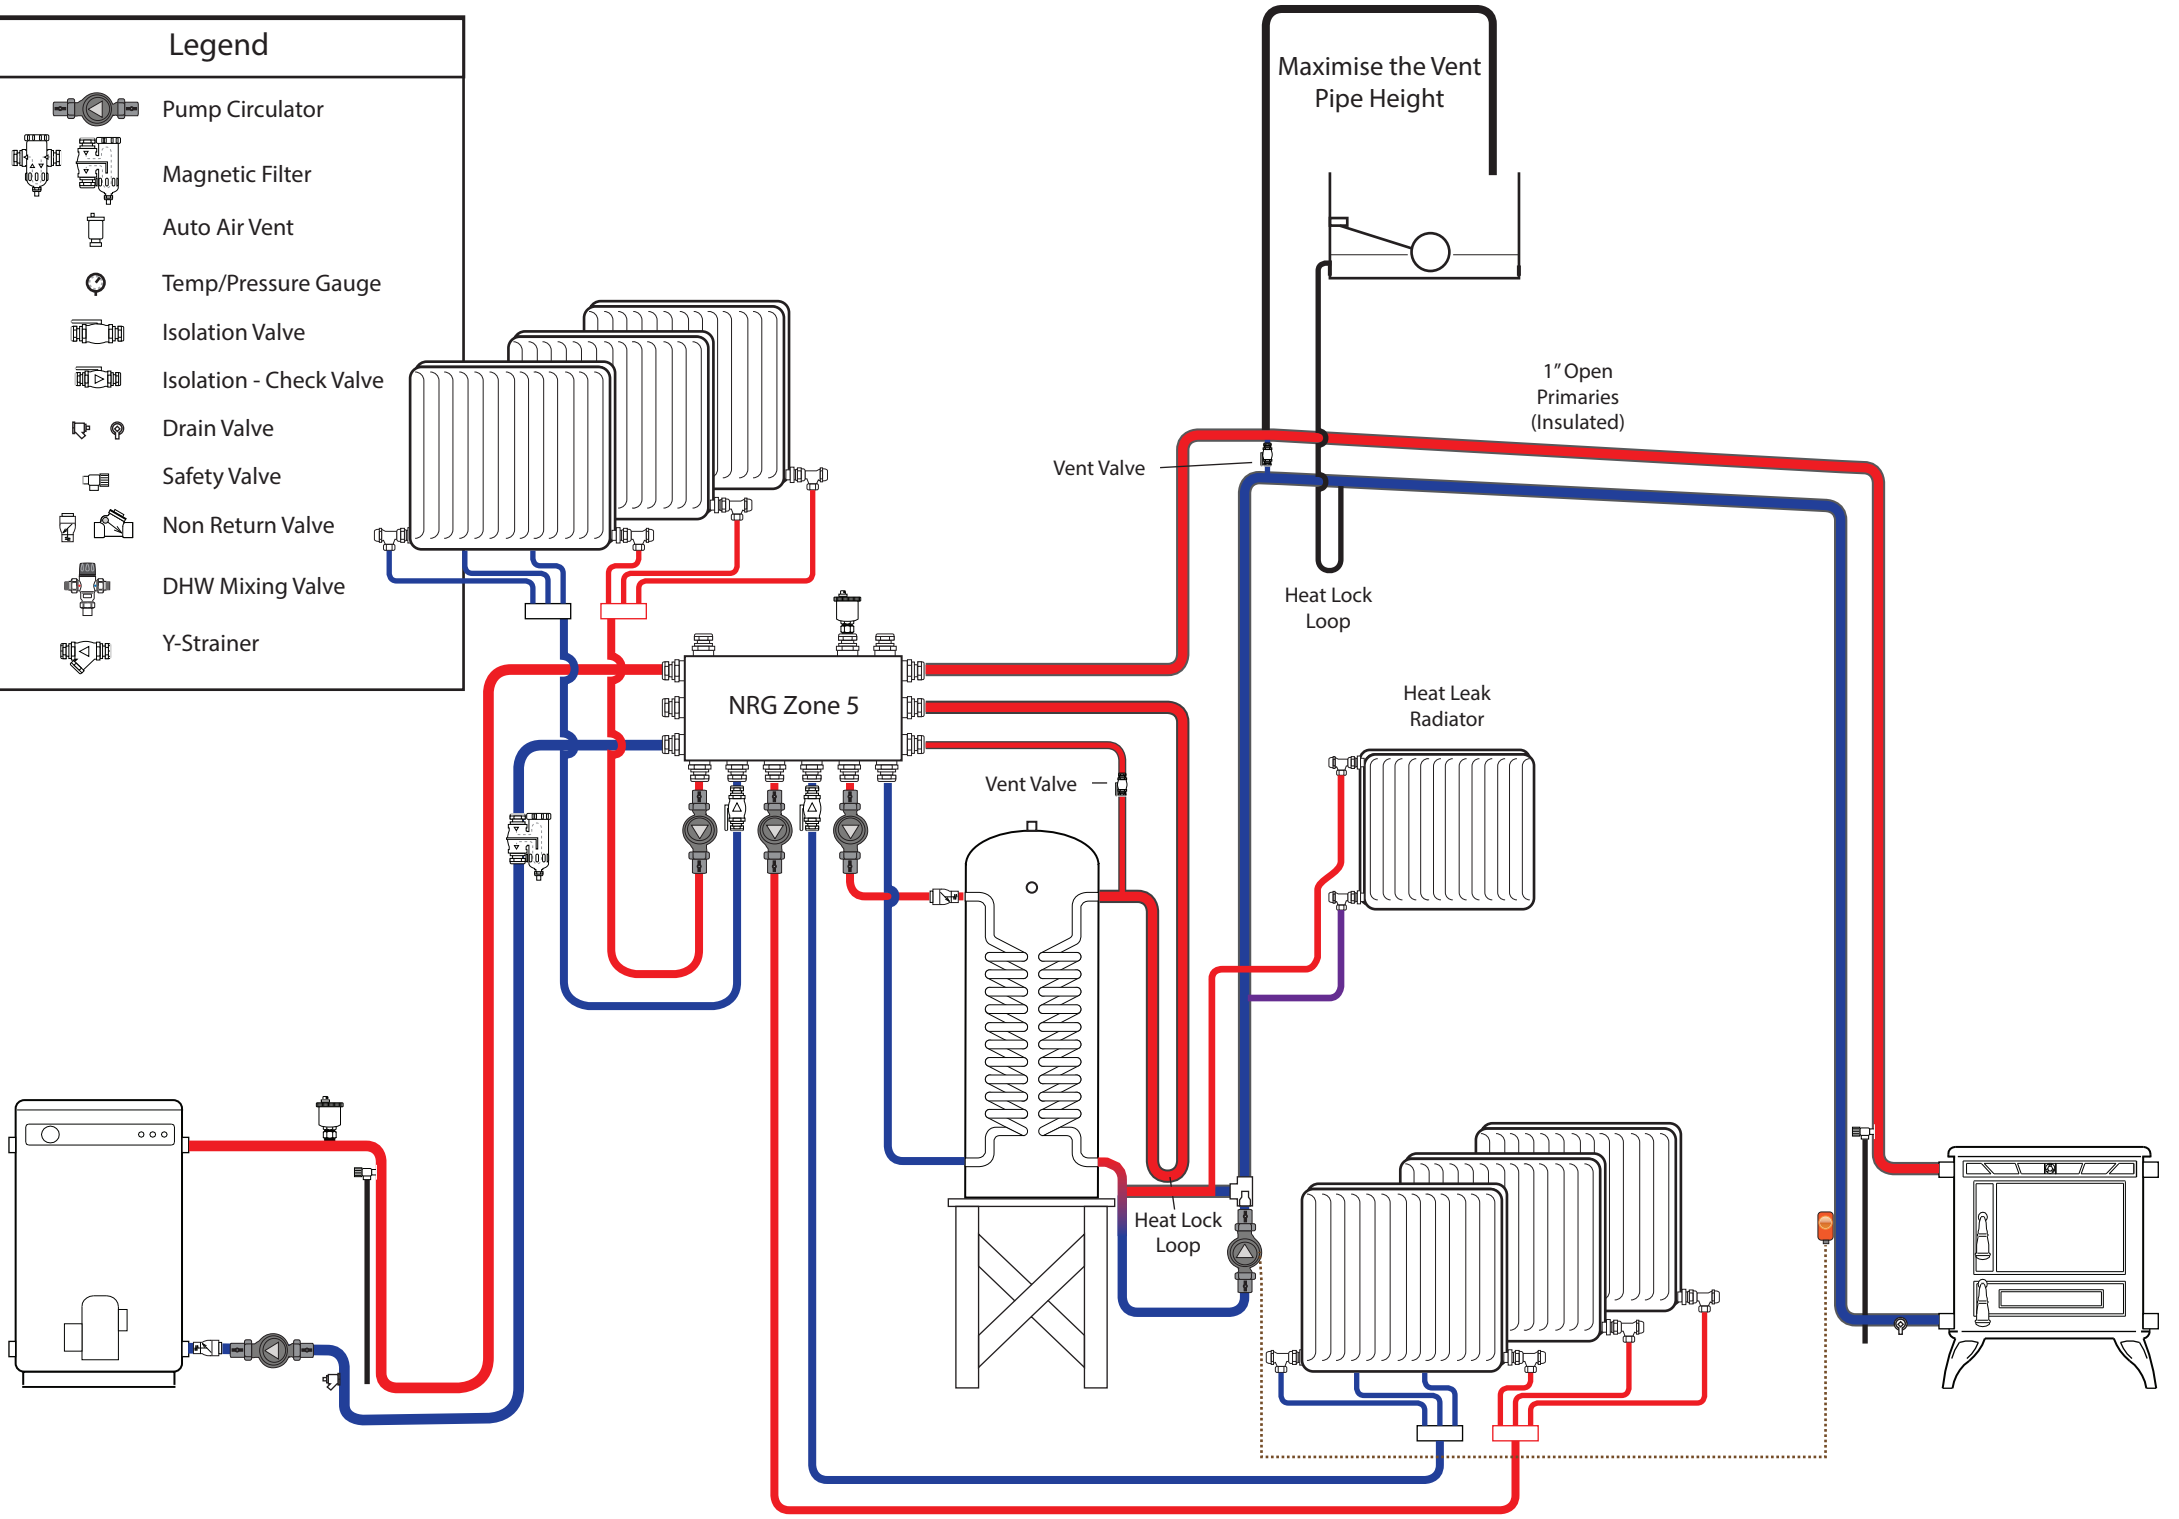 Legend
Pump Circulator
Magnetic Filter
Auto Air Vent
Temp/Pressure Gauge
Isolation Valve
Isolation - Check Valve
Drain Valve
Safety Valve
Non Return Valve
DHW Mixing Valve
Y-Strainer
Maximise the Vent
Pipe Height
1” Open
Primaries
(Insulated)
Vent Valve
Heat Lock
Loop
NRG Zone 5
Heat Leak
Radiator
Vent Valve
Heat Lock
Loop